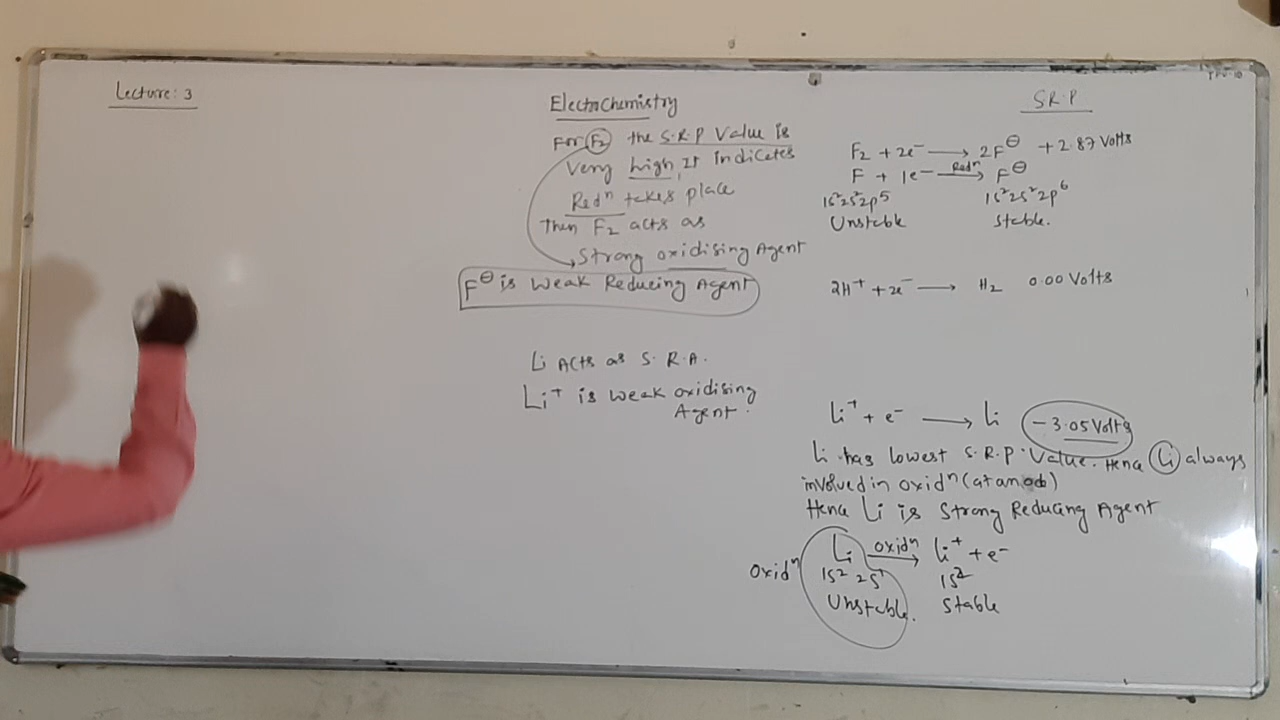 Lecture: 3
ElectroChemistry
For F₂ the S.R.P Value is
Very high, It indicates
Redⁿ takes place
Then F₂ acts as
Strong oxidising Agent
F⊖ is Weak Reducing Agent
Li Acts as S.R.A.
Li⁺ is weak oxidising
Agent.
S.R.P
F₂ + 2e⁻ → 2F⊖ +2.87 Volts
F + 1e⁻ Redⁿ→ F⊖
1s²2s²2p⁵ 1s²2s²2p⁶
Unstable Stable.
2H⁺ + 2e⁻ → H₂ 0.00 Volts
Li⁺ + e⁻ → Li −3.05 Volts
Li has lowest S.R.P. Value. Hence Li always
involved in oxidⁿ (at anode)
Hence Li is Strong Reducing Agent
Oxidⁿ Li oxidⁿ→ Li⁺ + e⁻
1s² 2s¹ 1s²
Unstable. Stable